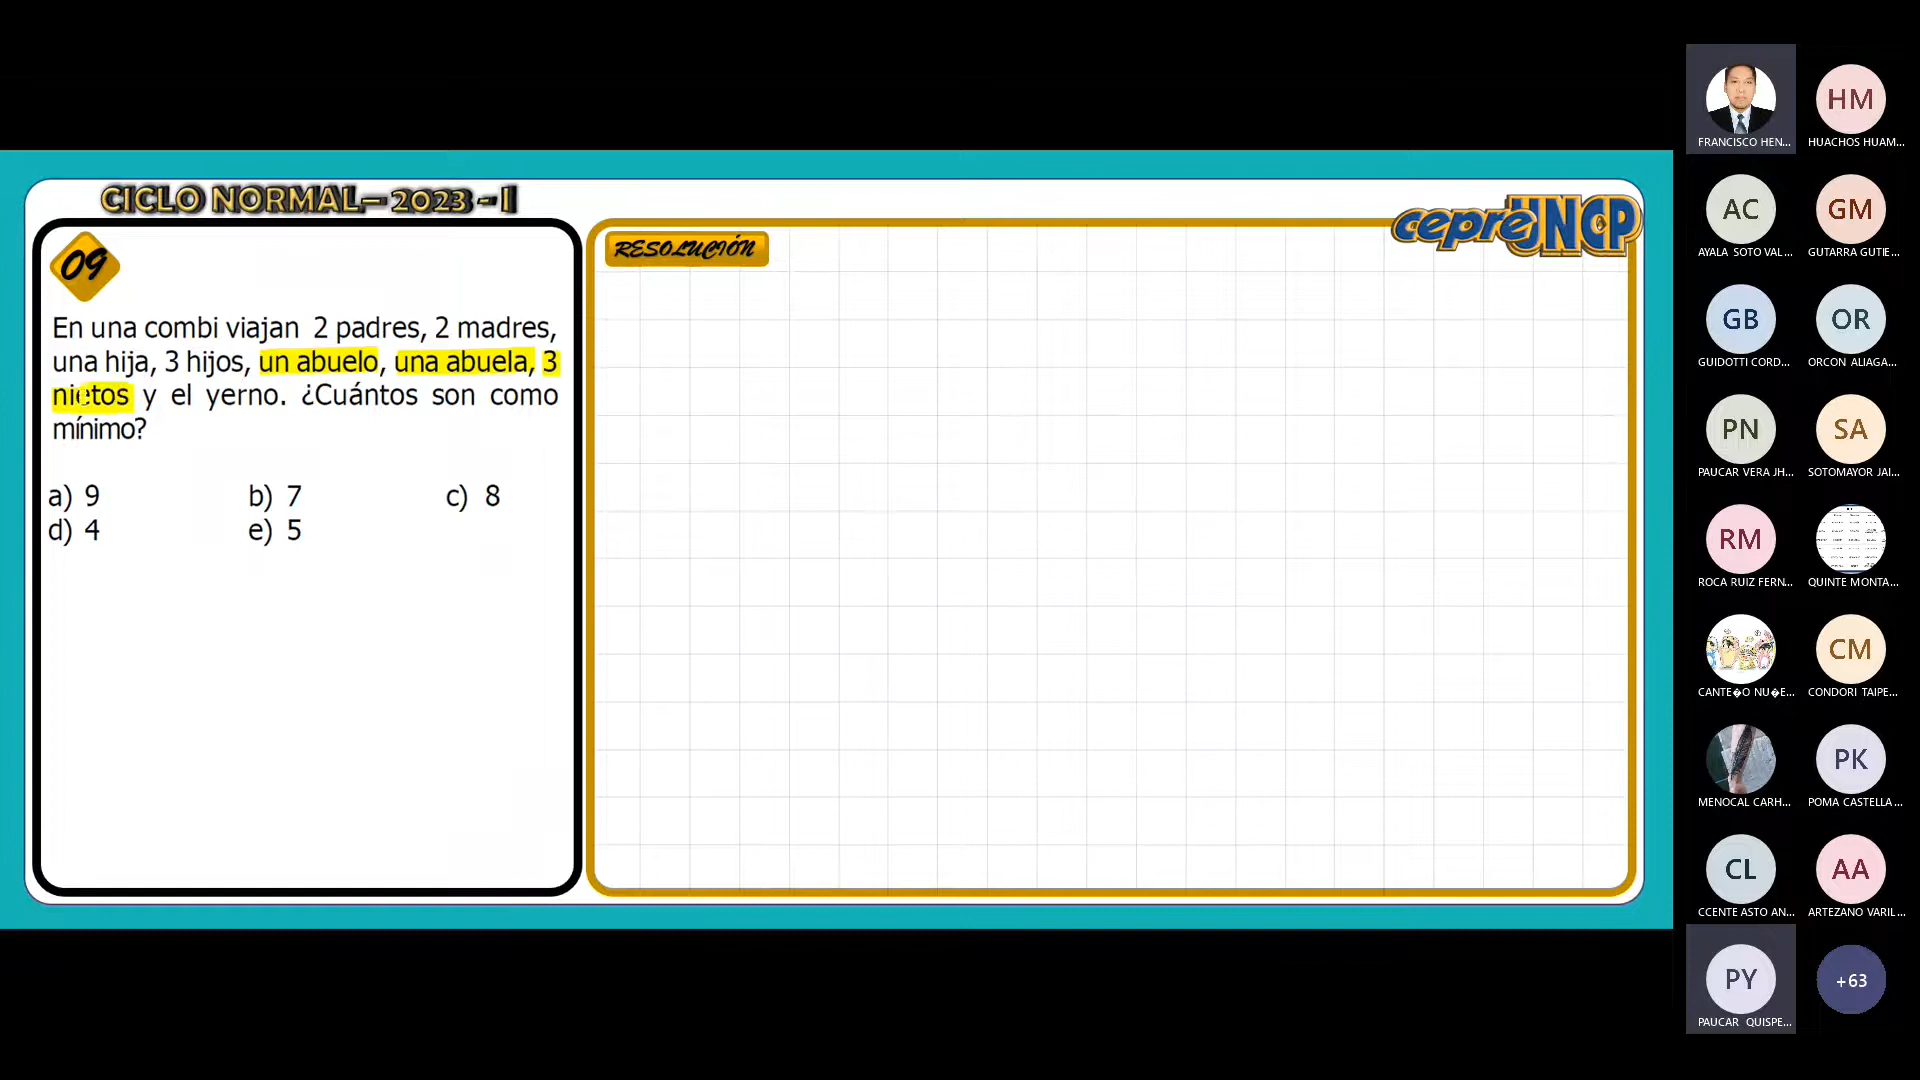 CICLO NORMAL– 2023 - I
cepreUNCP
09
RESOLUCIÓN
En una combi viajan 2 padres, 2 madres,
una hija, 3 hijos, un abuelo, una abuela, 3
nietos y el yerno. ¿Cuántos son como
mínimo?
a) 9 b) 7 c) 8
d) 4 e) 5
FRANCISCO HEN...
HM
HUACHOS HUAM...
AC
AYALA SOTO VAL...
GM
GUTARRA GUTIE...
GB
GUIDOTTI CORD...
OR
ORCON ALIAGA...
PN
PAUCAR VERA JH...
SA
SOTOMAYOR JAI...
RM
ROCA RUIZ FERN...
QUINTE MONTA...
CANTE�O NU�E...
CM
CONDORI TAIPE...
MENOCAL CARH...
PK
POMA CASTELLA...
CL
CCENTE ASTO AN...
AA
ARTEZANO VARIL...
PY
PAUCAR QUISPE...
+63